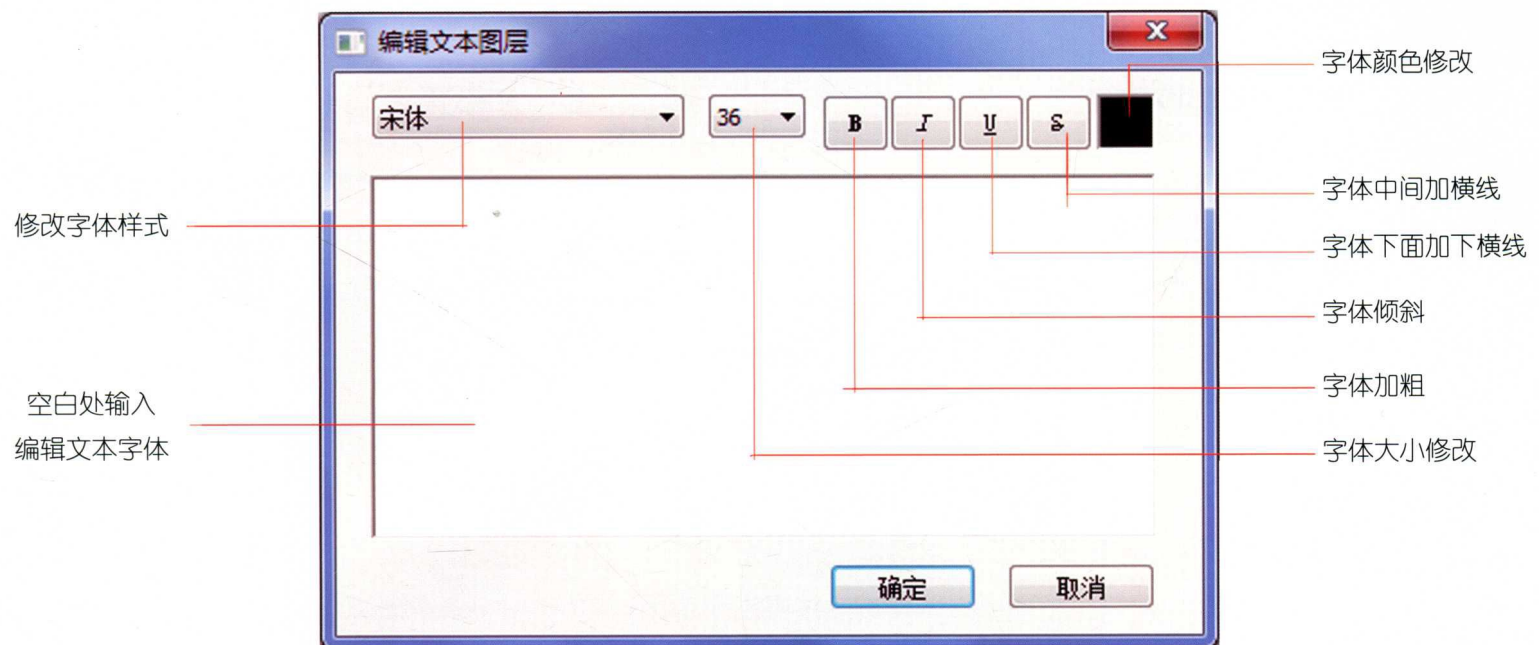 编辑文本图层
X
字体颜色修改
宋体
36
B
I
U
S
字体中间加横线
修改字体样式
字体下面加下横线
字体倾斜
字体加粗
空白处输入
编辑文本字体
字体大小修改
确定
取消